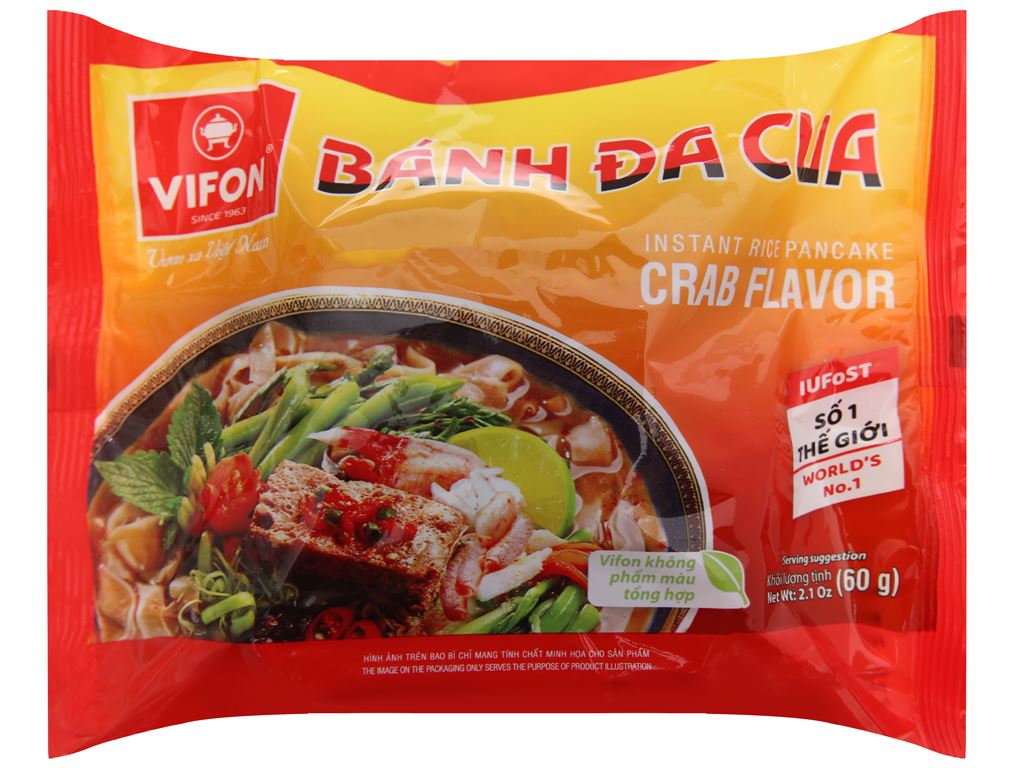 VIFON
SINCE 1963
Vươn xa Việt Nam
BÁNH ĐA CUA
INSTANT RICE PANCAKE
CRAB FLAVOR
IUFoST
SỐ 1
THẾ GIỚI
WORLD'S
No.1
Vifon không
phẩm màu
tổng hợp
Serving suggestion
Khối lượng tịnh (60 g)
Net Wt: 2.1 Oz
HÌNH ẢNH TRÊN BAO BÌ CHỈ MANG TÍNH CHẤT MINH HỌA CHO SẢN PHẨM
THE IMAGE ON THE PACKAGING ONLY SERVES THE PURPOSE OF PRODUCT ILLUSTRATION